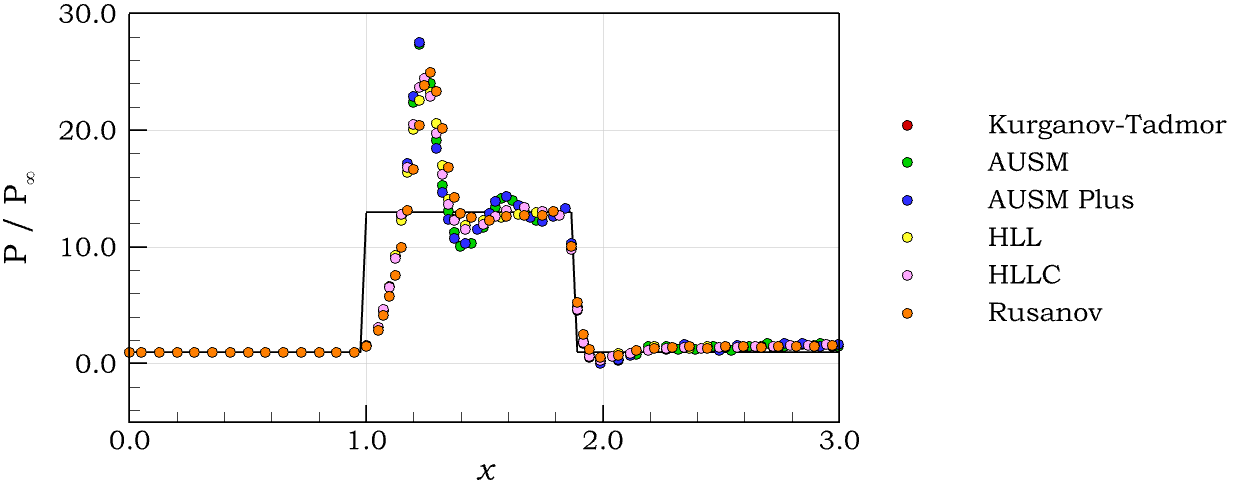 30.0
20.0
10.0
0.0
P / P∞
0.0 1.0 2.0 3.0
x
Kurganov-Tadmor
AUSM
AUSM Plus
HLL
HLLC
Rusanov